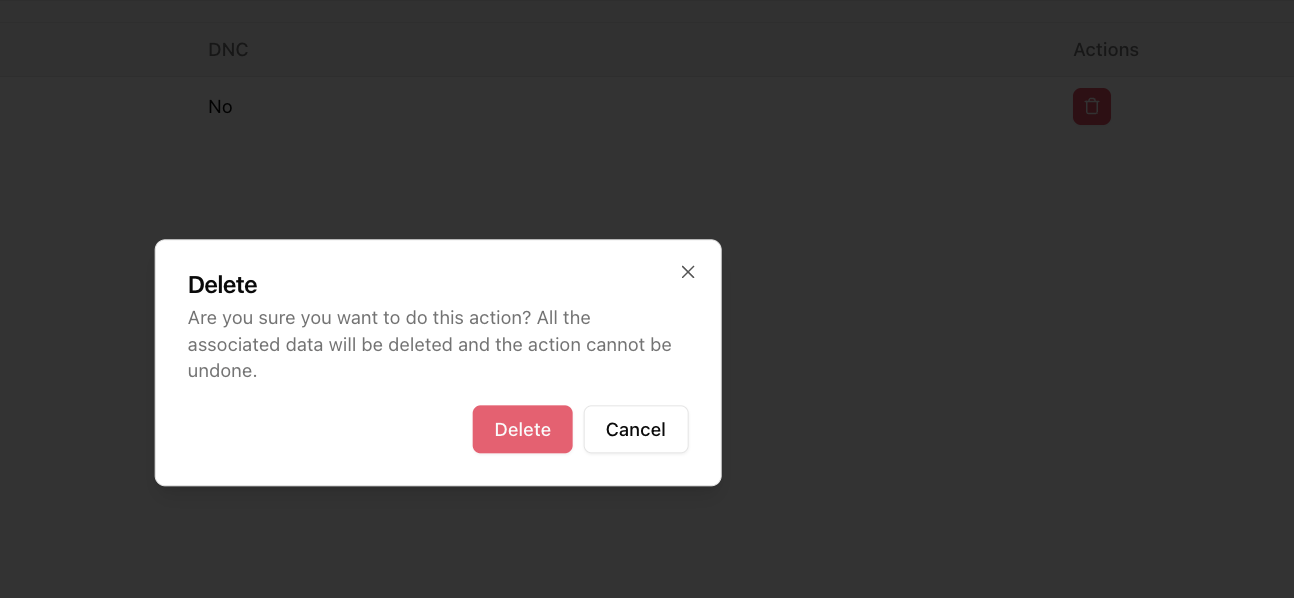 DNC Actions
No
Delete
Are you sure you want to do this action? All the
associated data will be deleted and the action cannot be
undone.
Delete Cancel